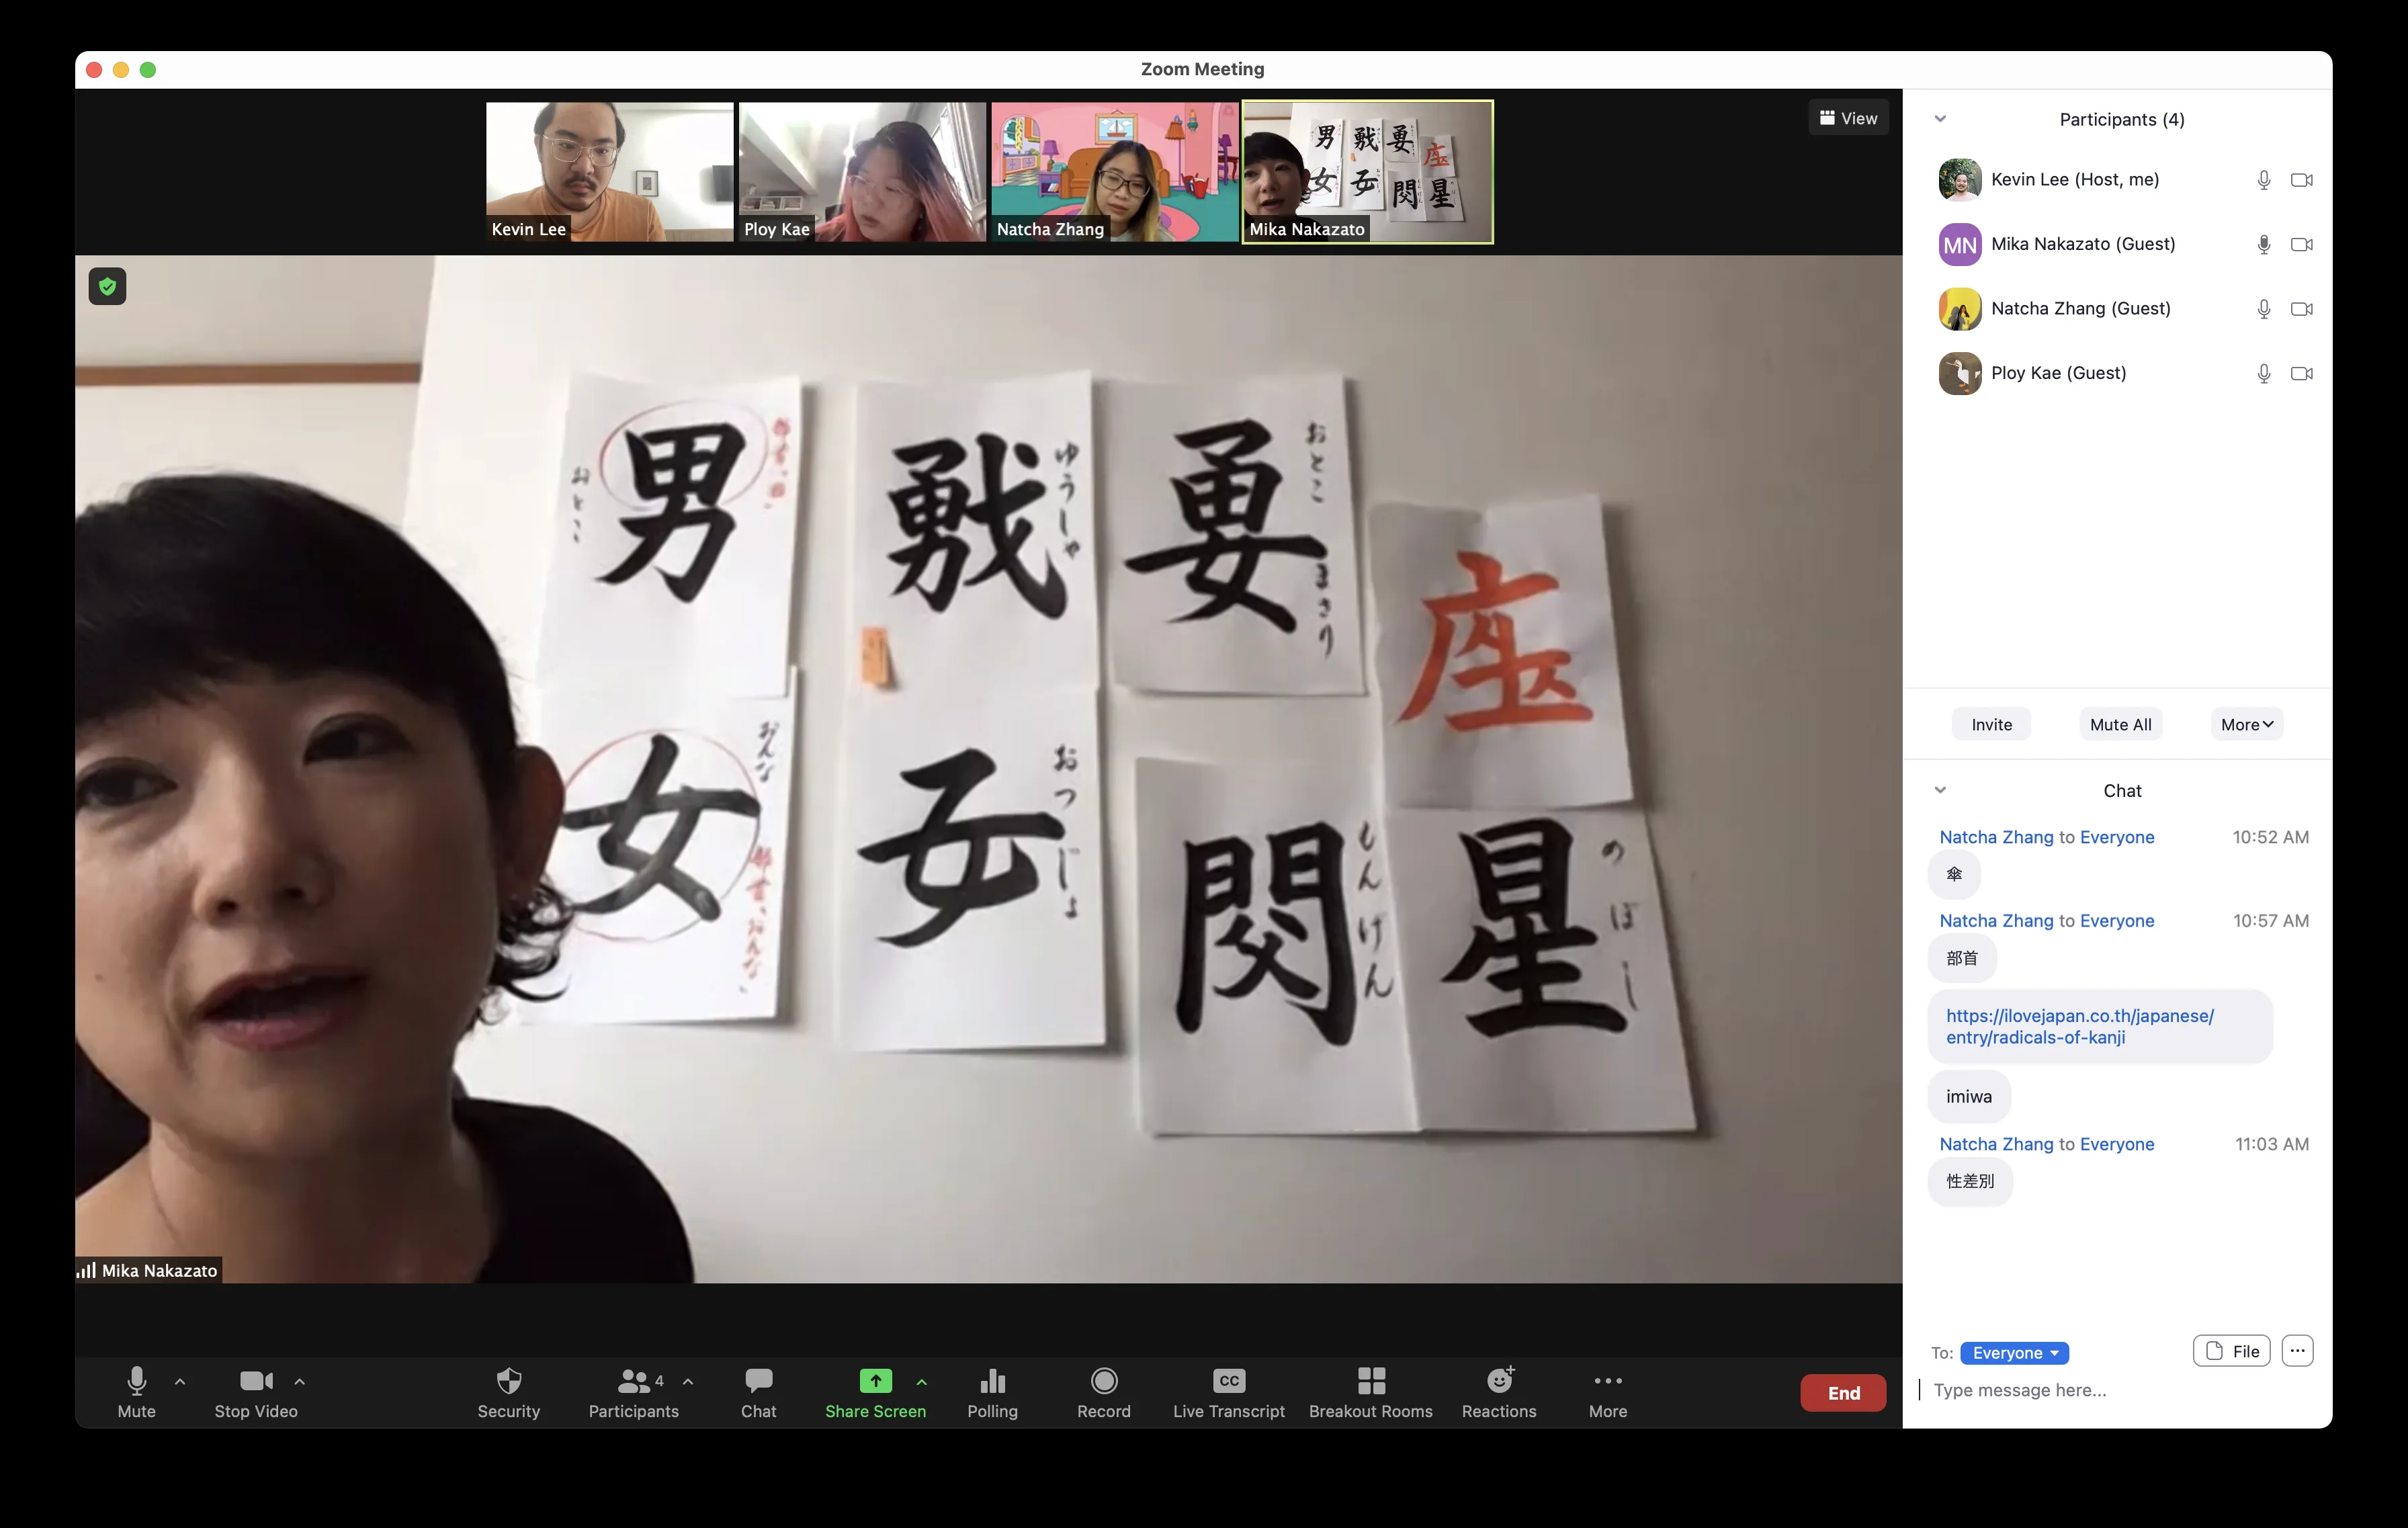 Zoom Meeting
Kevin Lee
Ploy Kae
Natcha Zhang
Mika Nakazato
View
男
おとこ
女
おんな
部首、おんな
ゆうしゃ
おつじょ
おとこまさり
座
もんげん
星
のぼし
Mika Nakazato
Participants (4)
Kevin Lee (Host, me)
MN
Mika Nakazato (Guest)
Natcha Zhang (Guest)
Ploy Kae (Guest)
Invite
Mute All
More
Chat
Natcha Zhang to Everyone 10:52 AM
傘
Natcha Zhang to Everyone 10:57 AM
部首
https://ilovejapan.co.th/japanese/
entry/radicals-of-kanji
imiwa
Natcha Zhang to Everyone 11:03 AM
性差別
To: Everyone
File
Type message here...
Mute
Stop Video
Security
4
Participants
Chat
Share Screen
Polling
Record
CC
Live Transcript
Breakout Rooms
Reactions
More
End